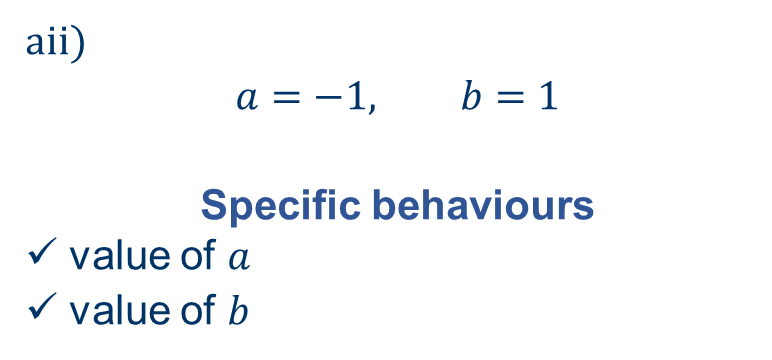 aii)
a = −1, b = 1
Specific behaviours
✓ value of a
✓ value of b